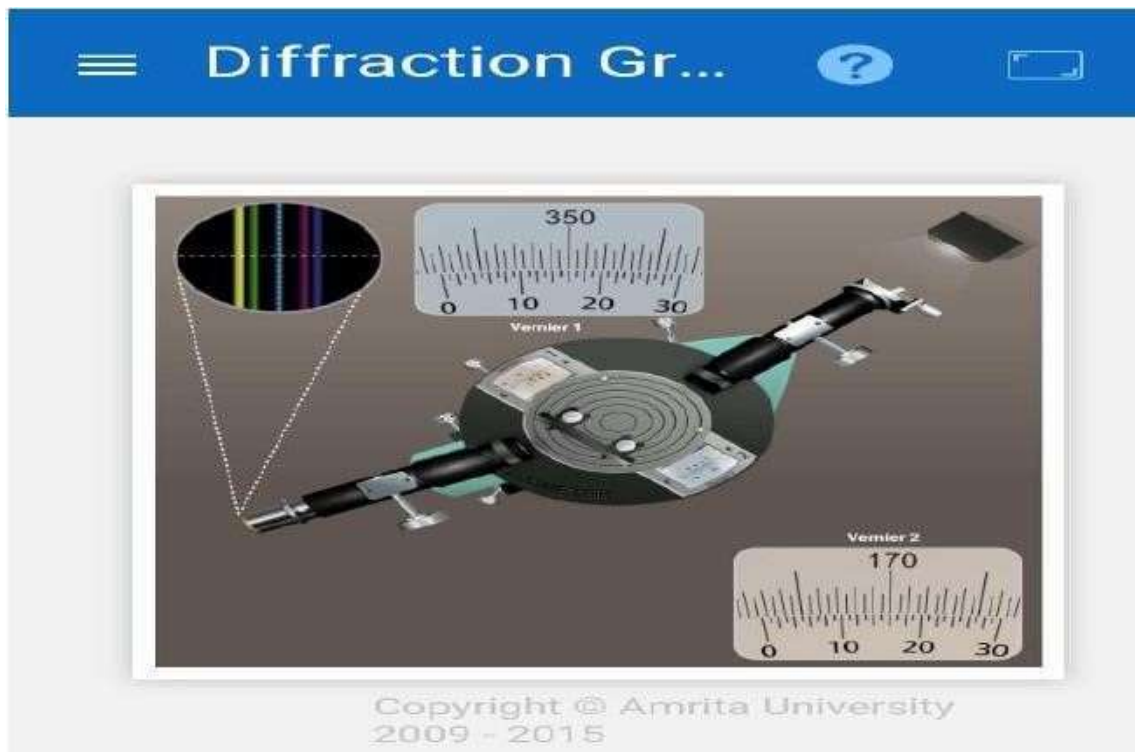 Diffraction Gr...
?
350
0 10 20 30
Vernier 1
Vernier 2
170
0 10 20 30
Copyright © Amrita University
2009 - 2015